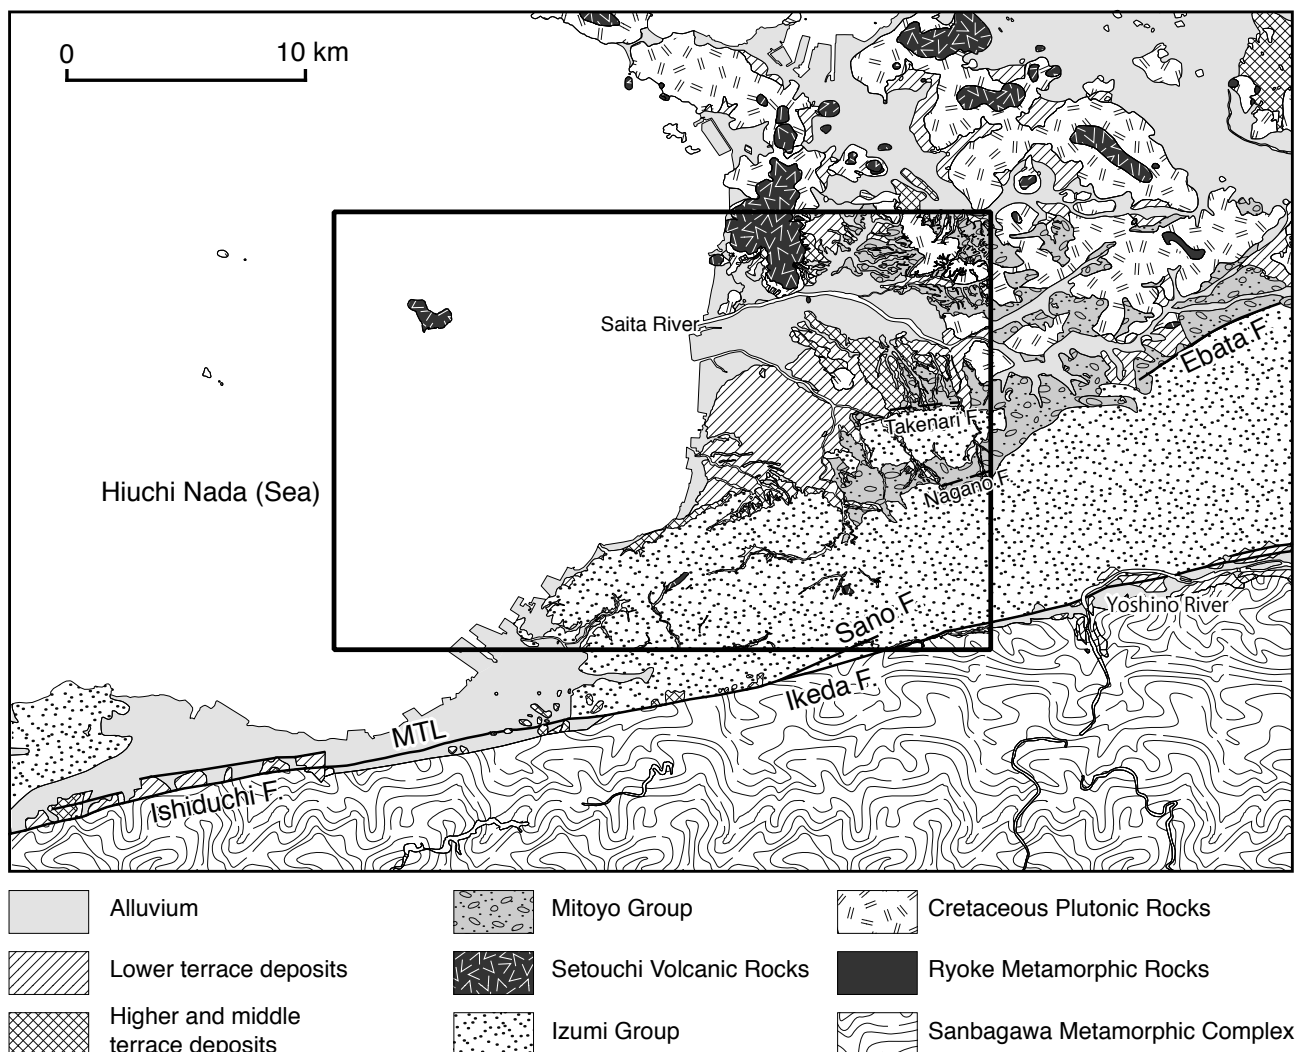 0
10 km
Saita River
Ebata F.
Takenari F.
Hiuchi Nada (Sea)
Nagano F.
Yoshino River
Sano F.
Ikeda F.
MTL
Ishiduchi F.
Alluvium
Mitoyo Group
Cretaceous Plutonic Rocks
Lower terrace deposits
Setouchi Volcanic Rocks
Ryoke Metamorphic Rocks
Higher and middle
terrace deposits
Izumi Group
Sanbagawa Metamorphic Complex